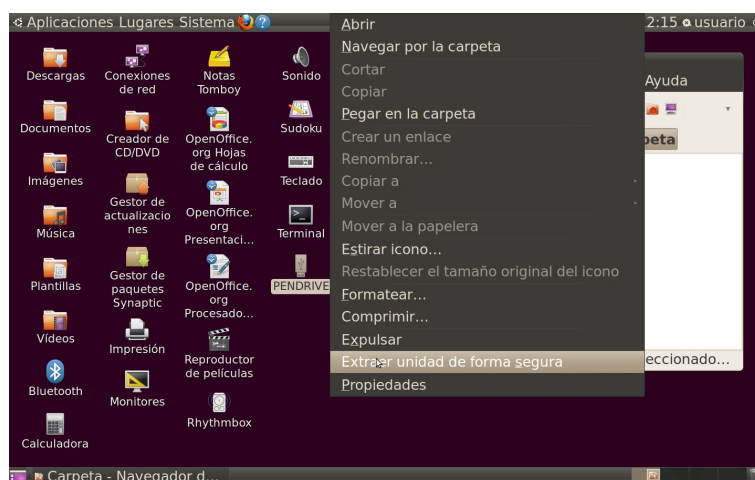 Aplicaciones Lugares Sistema
2:15 usuario
Descargas
Documentos
Imágenes
Música
Plantillas
Vídeos
Bluetooth
Calculadora
Conexiones
de red
Creador de
CD/DVD
Gestor de
actualizacio
nes
Gestor de
paquetes
Synaptic
Impresión
Monitores
Notas
Tomboy
OpenOffice.
org Hojas
de cálculo
OpenOffice.
org
Presentaci...
OpenOffice.
org
Procesado...
Reproductor
de películas
Rhythmbox
Sonido
Sudoku
Teclado
Terminal
PENDRIVE
Abrir
Navegar por la carpeta
Cortar
Copiar
Pegar en la carpeta
Crear un enlace
Renombrar...
Copiar a
Mover a
Mover a la papelera
Estirar icono...
Restablecer el tamaño original del icono
Formatear...
Comprimir...
Expulsar
Extraer unidad de forma segura
Propiedades
Ayuda
peta
eccionado...
Carpeta - Navegador d...